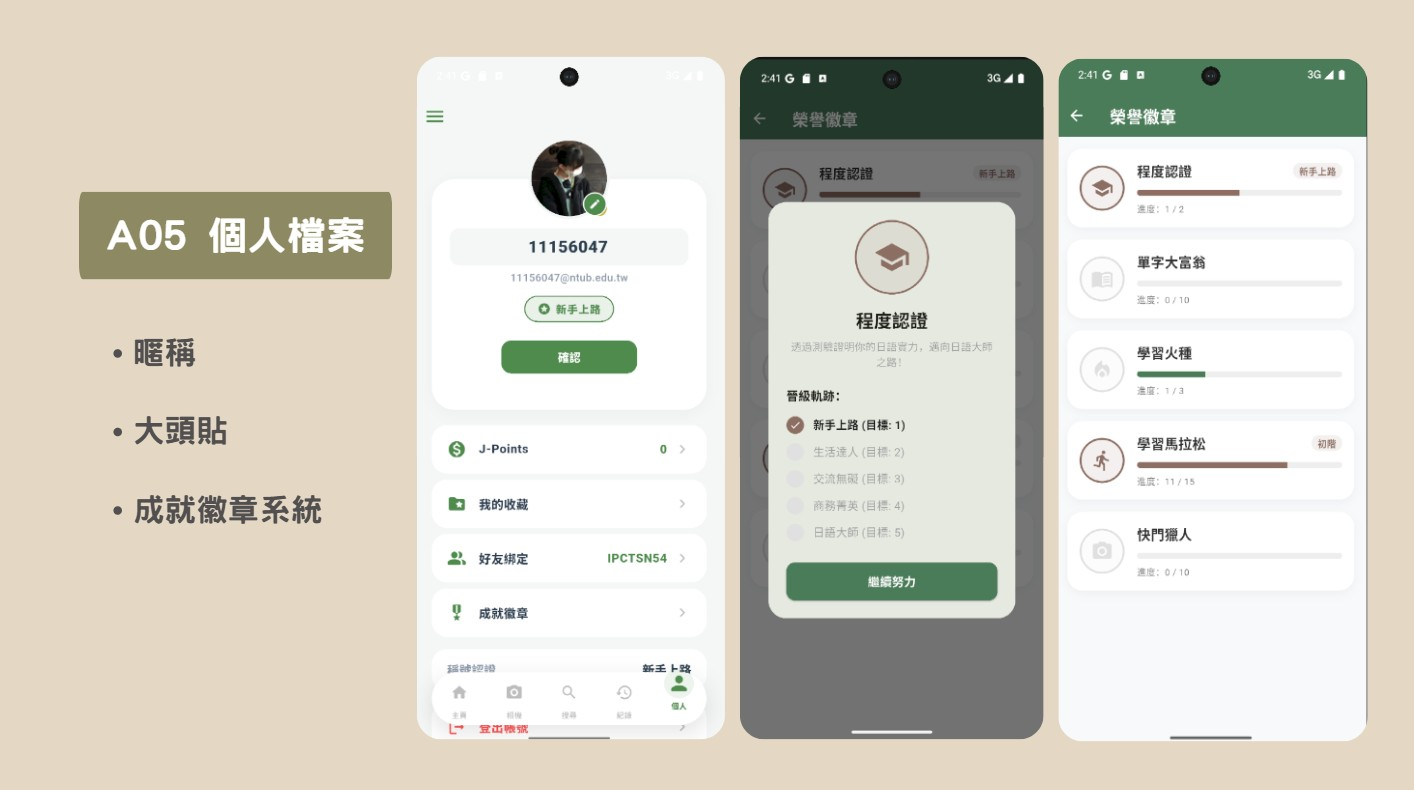 A05 個人檔案
• 暱稱
• 大頭貼
• 成就徽章系統
11156047
11156047@ntub.edu.tw
新手上路
確認
J-Points 0
我的收藏
好友綁定 IPCTSN54
成就徽章
稱號認證 新手上路
主頁 相機 搜尋 紀錄 個人
登出帳號
2:41 G 3G
榮譽徽章
程度認證 新手上路
程度認證
透過測驗證明你的日語實力，邁向日語大師
之路！
晉級軌跡：
新手上路 (目標: 1)
生活達人 (目標: 2)
交流無礙 (目標: 3)
商務菁英 (目標: 4)
日語大師 (目標: 5)
繼續努力
2:41 G 3G
榮譽徽章
程度認證 新手上路
進度：1 / 2
單字大富翁
進度：0 / 10
學習火種
進度：1 / 3
學習馬拉松 初階
進度：11 / 15
快門獵人
進度：0 / 10